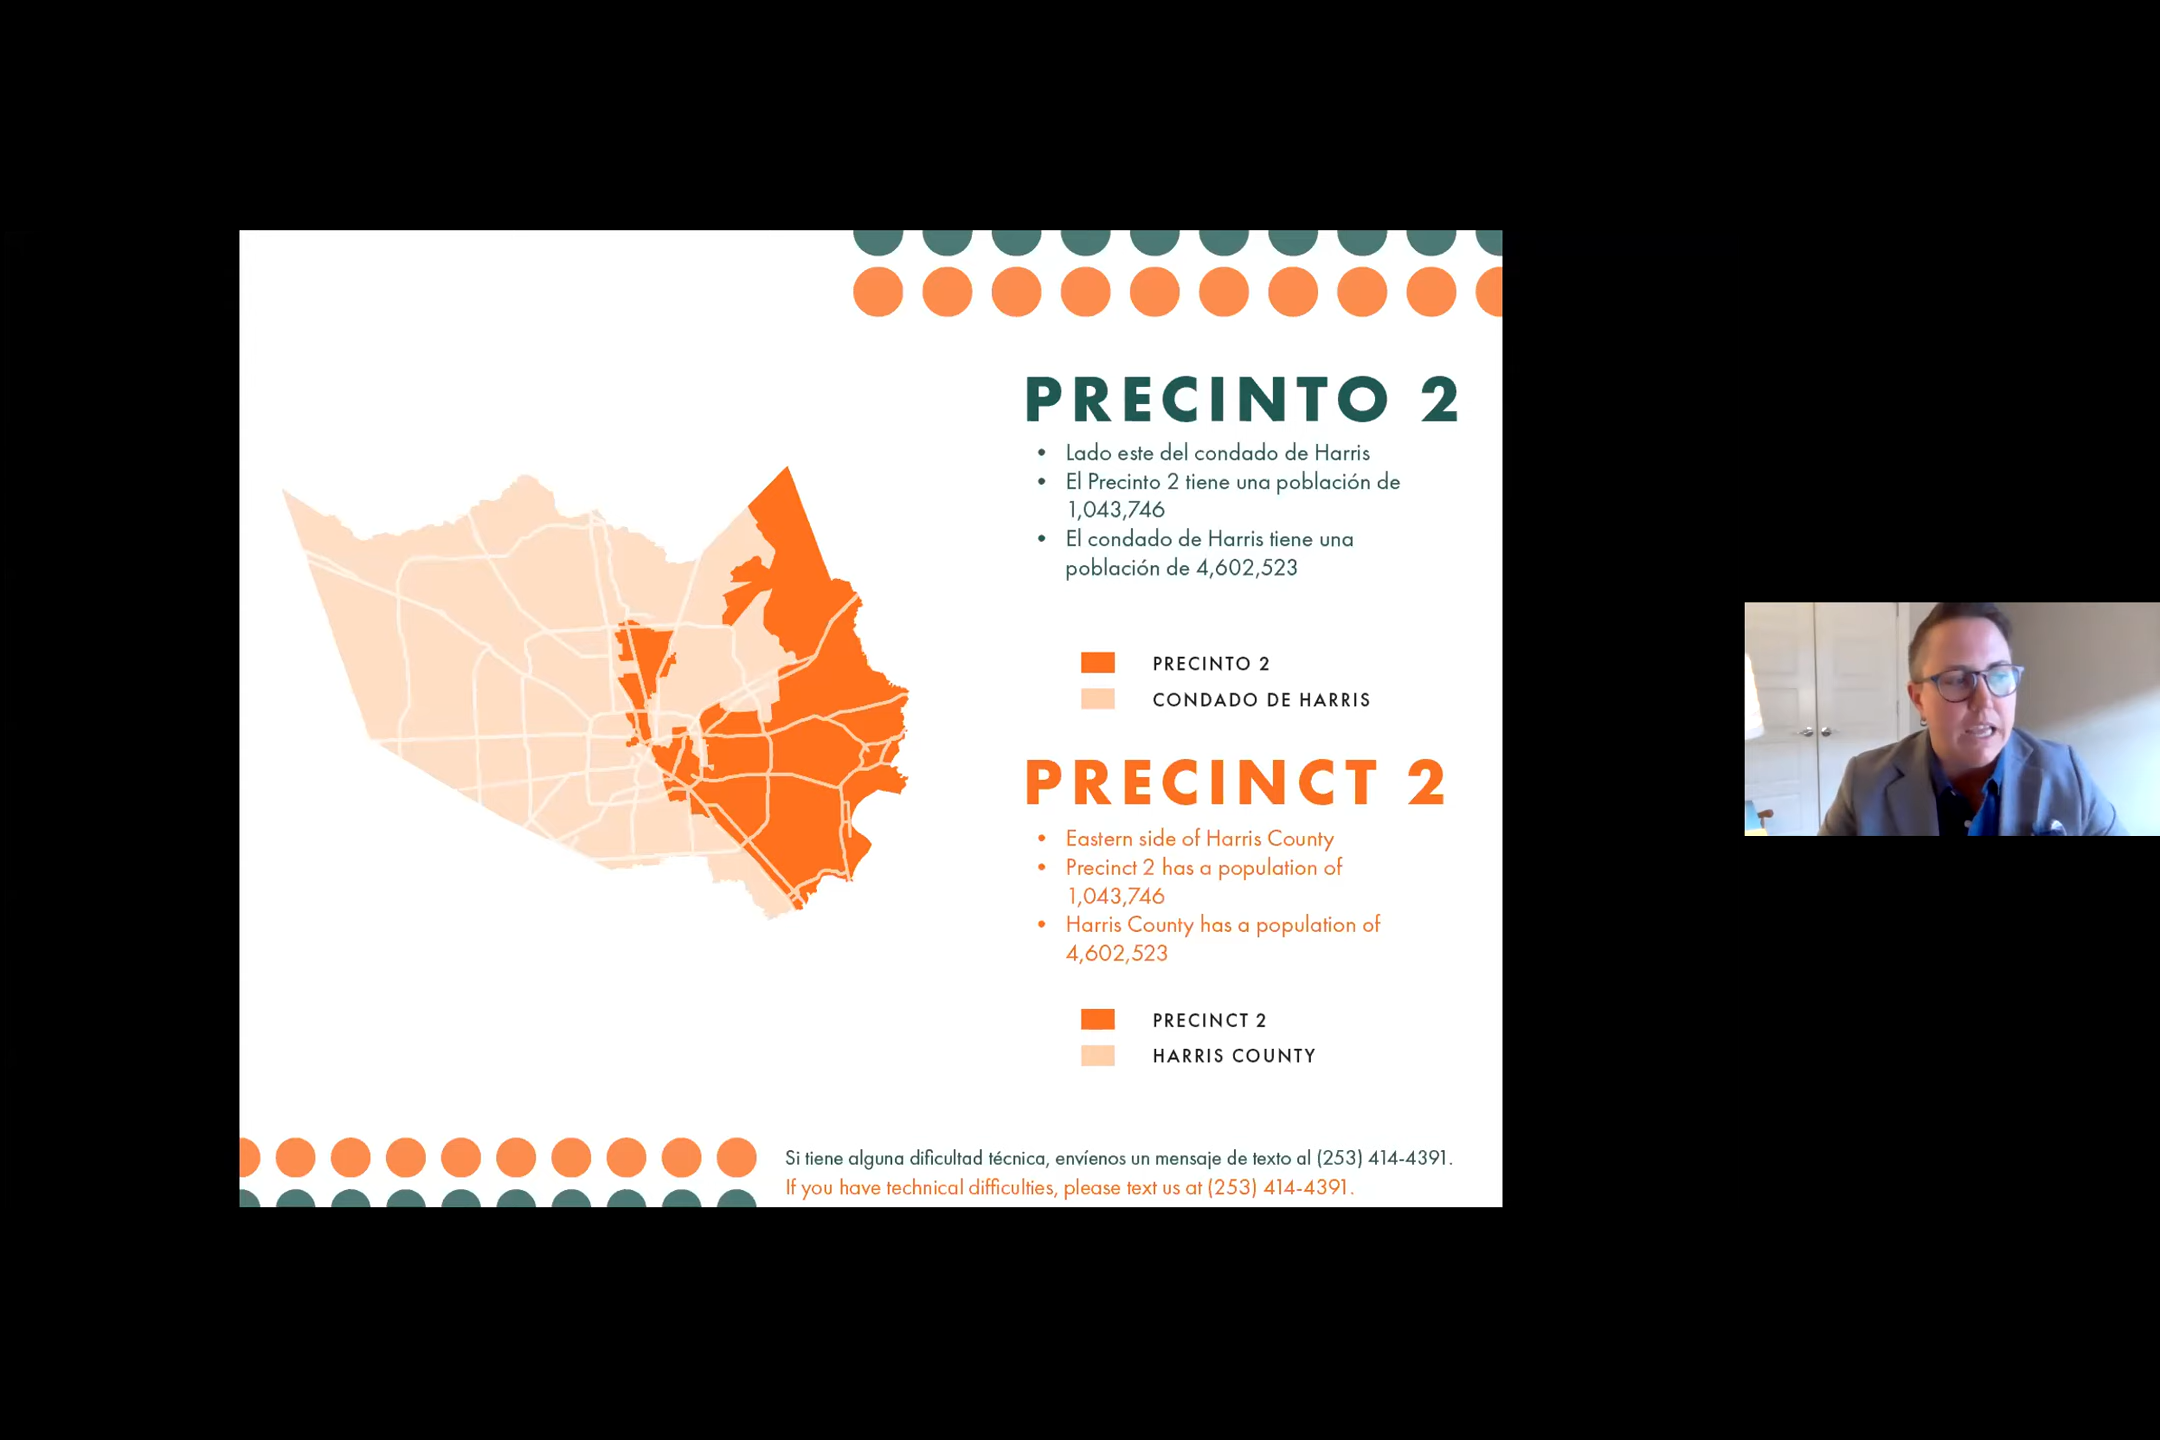 PRECINTO 2
• Lado este del condado de Harris
• El Precinto 2 tiene una población de
1,043,746
• El condado de Harris tiene una
población de 4,602,523
PRECINTO 2
CONDADO DE HARRIS
PRECINCT 2
• Eastern side of Harris County
• Precinct 2 has a population of
1,043,746
• Harris County has a population of
4,602,523
PRECINCT 2
HARRIS COUNTY
Si tiene alguna dificultad técnica, envíenos un mensaje de texto al (253) 414-4391.
If you have technical difficulties, please text us at (253) 414-4391.